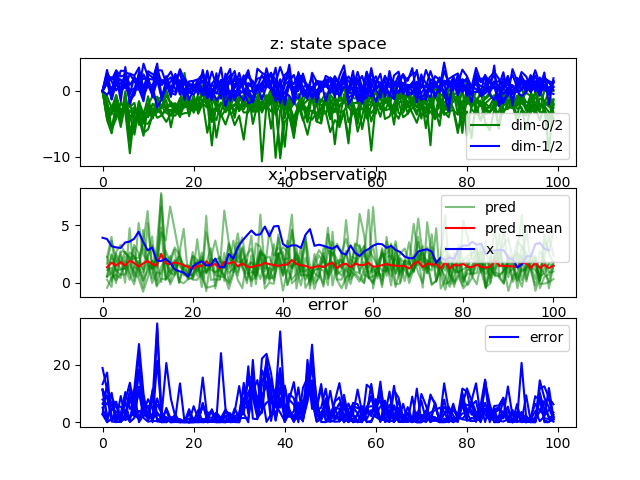 z: state space
0
−10
dim-0/2
dim-1/2
0 20 40 60 80 100
x: observation
5
0
pred
pred_mean
x
0 20 40 60 80 100
error
20
0
error
0 20 40 60 80 100